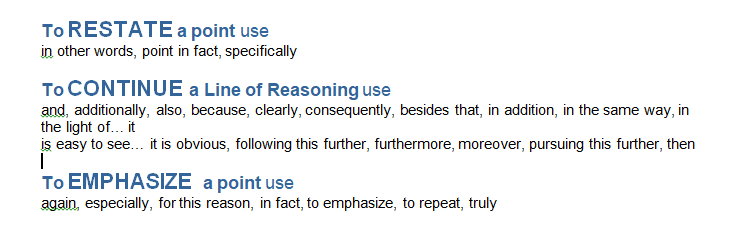 To RESTATE a point use
in other words, point in fact, specifically
To CONTINUE a Line of Reasoning use
and, additionally, also, because, clearly, consequently, besides that, in addition, in the same way, in
the light of... it
is easy to see... it is obvious, following this further, furthermore, moreover, pursuing this further, then
To EMPHASIZE a point use
again, especially, for this reason, in fact, to emphasize, to repeat, truly